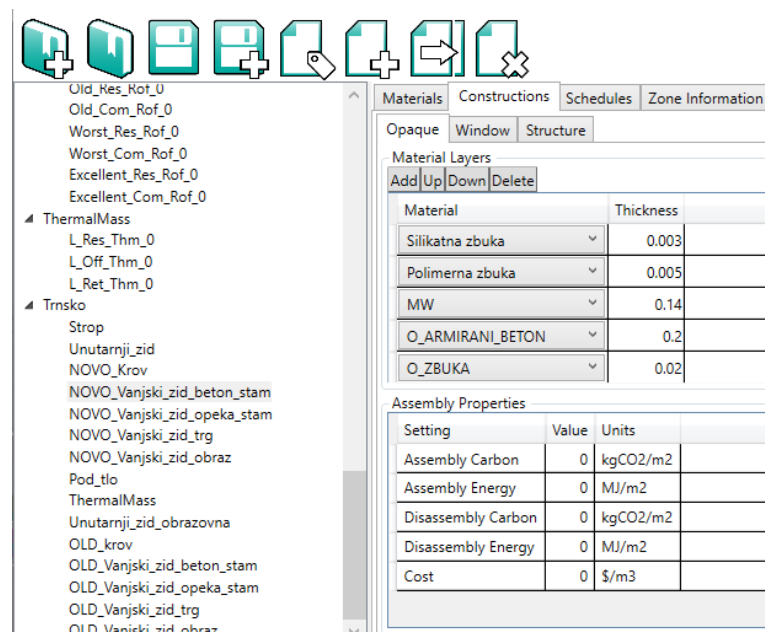 Old_Res_Rof_0
Old_Com_Rof_0
Worst_Res_Rof_0
Worst_Com_Rof_0
Excellent_Res_Rof_0
Excellent_Com_Rof_0
ThermalMass
L_Res_Thm_0
L_Off_Thm_0
L_Ret_Thm_0
Trnsko
Strop
Unutarnji_zid
NOVO_Krov
NOVO_Vanjski_zid_beton_stam
NOVO_Vanjski_zid_opeka_stam
NOVO_Vanjski_zid_trg
NOVO_Vanjski_zid_obraz
Pod_tlo
ThermalMass
Unutarnji_zid_obrazovna
OLD_krov
OLD_Vanjski_zid_beton_stam
OLD_Vanjski_zid_opeka_stam
OLD_Vanjski_zid_trg
OLD_Vanjski_zid_obraz
Materials Constructions Schedules Zone Information
Opaque Window Structure
Material Layers
Add Up Down Delete
Material Thickness
Silikatna zbuka 0.003
Polimerna zbuka 0.005
MW 0.14
O_ARMIRANI_BETON 0.2
O_ZBUKA 0.02
Assembly Properties
Setting Value Units
Assembly Carbon 0 kgCO2/m2
Assembly Energy 0 MJ/m2
Disassembly Carbon 0 kgCO2/m2
Disassembly Energy 0 MJ/m2
Cost 0 $/m3